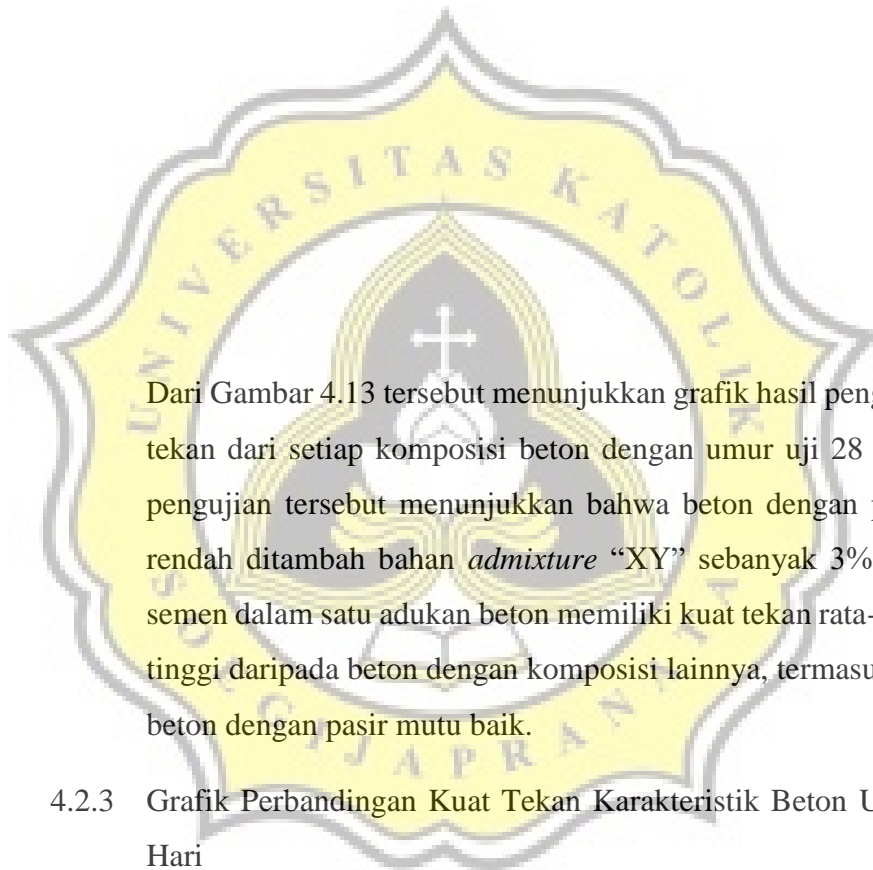 UNIVERSITAS KATOLIK
SOEGIJAPRANATA
Dari Gambar 4.13 tersebut menunjukkan grafik hasil
tekan dari setiap komposisi beton dengan umur uji 28
pengujian tersebut menunjukkan bahwa beton dengan
rendah ditambah bahan admixture “XY” sebanyak 3%
semen dalam satu adukan beton memiliki kuat tekan rata-
tinggi daripada beton dengan komposisi lainnya,
beton dengan pasir mutu baik.
4.2.3 Grafik Perbandingan Kuat Tekan Karakteristik Beton
Hari